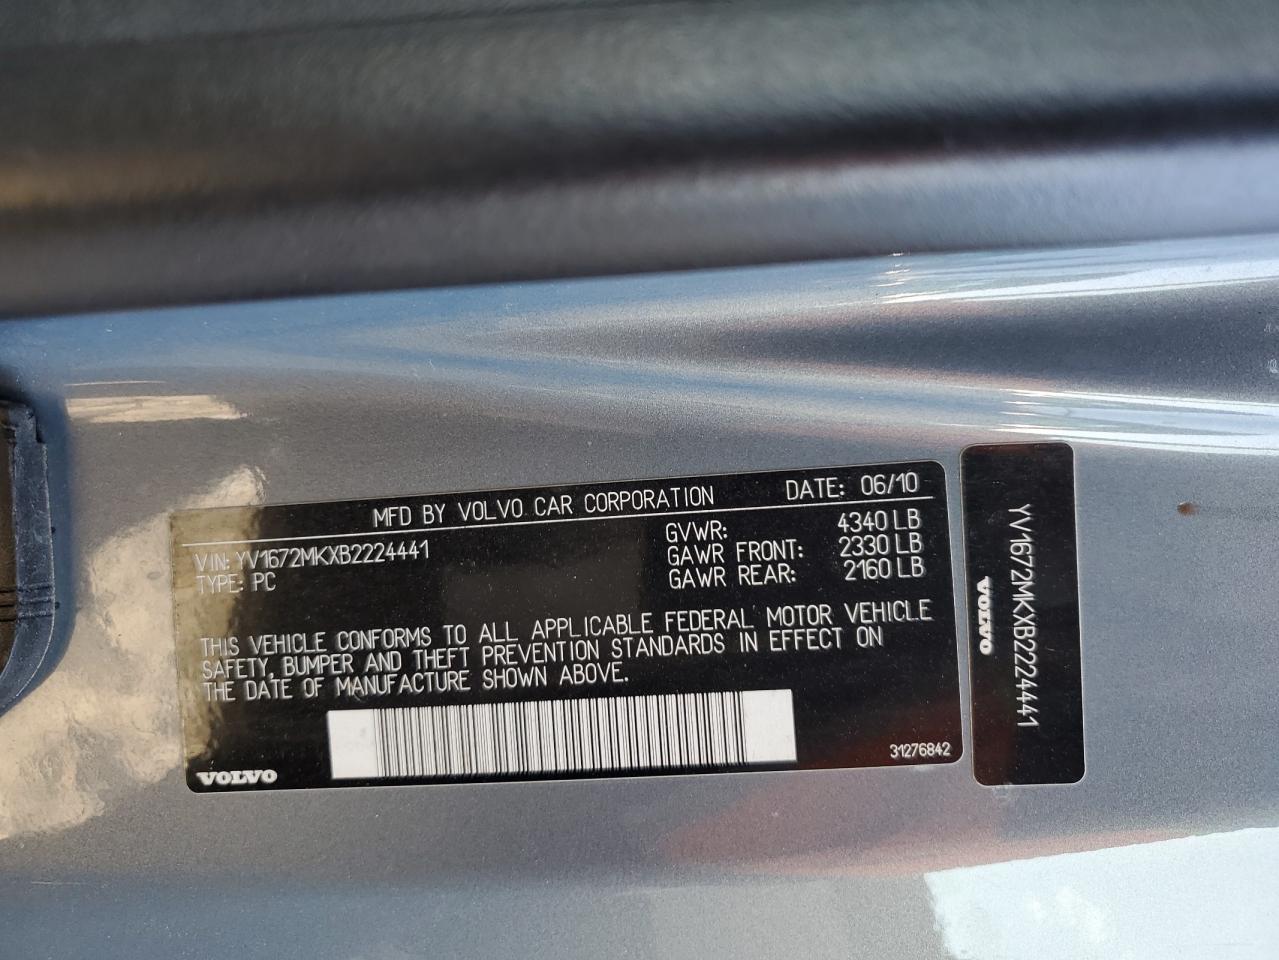 MFD BY VOLVO CAR CORPORATION DATE: 06/10
VIN: YV1672MKXB2224441
TYPE: PC
GVWR: 4340 LB
GAWR FRONT: 2330 LB
GAWR REAR: 2160 LB
THIS VEHICLE CONFORMS TO ALL APPLICABLE FEDERAL MOTOR VEHICLE
SAFETY, BUMPER AND THEFT PREVENTION STANDARDS IN EFFECT ON
THE DATE OF MANUFACTURE SHOWN ABOVE.
VOLVO
31276842
YV1672MKXB2224441
VOLVO